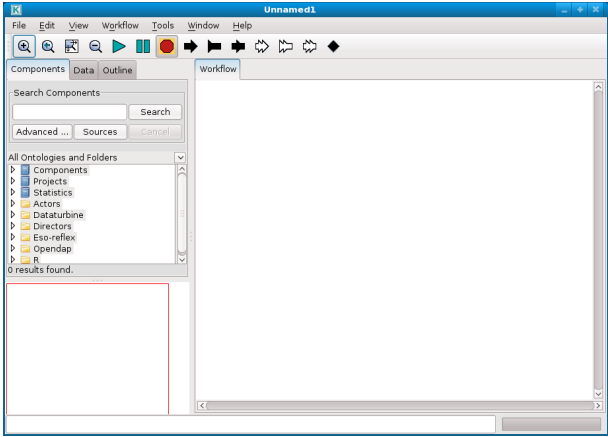 Unnamed1
File Edit View Workflow Tools Window Help
Components Data Outline
Workflow
Search Components
Search
Advanced ... Sources Cancel
All Ontologies and Folders
Components
Projects
Statistics
Actors
Dataturbine
Directors
Eso-reflex
Opendap
R
0 results found.